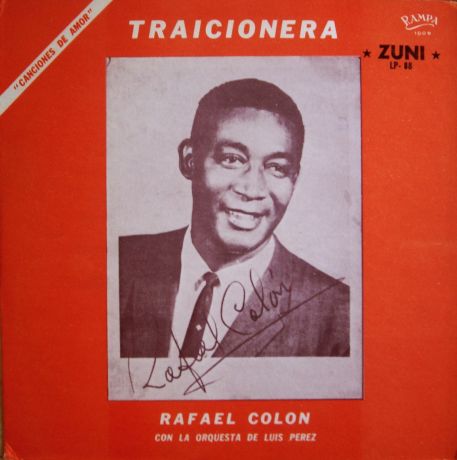 TRAICIONERA
"CANCIONES DE AMOR"
RAMPA
1009
★ ZUNI ★
LP-88
Rafael Colón
RAFAEL COLON
CON LA ORQUESTA DE LUIS PEREZ